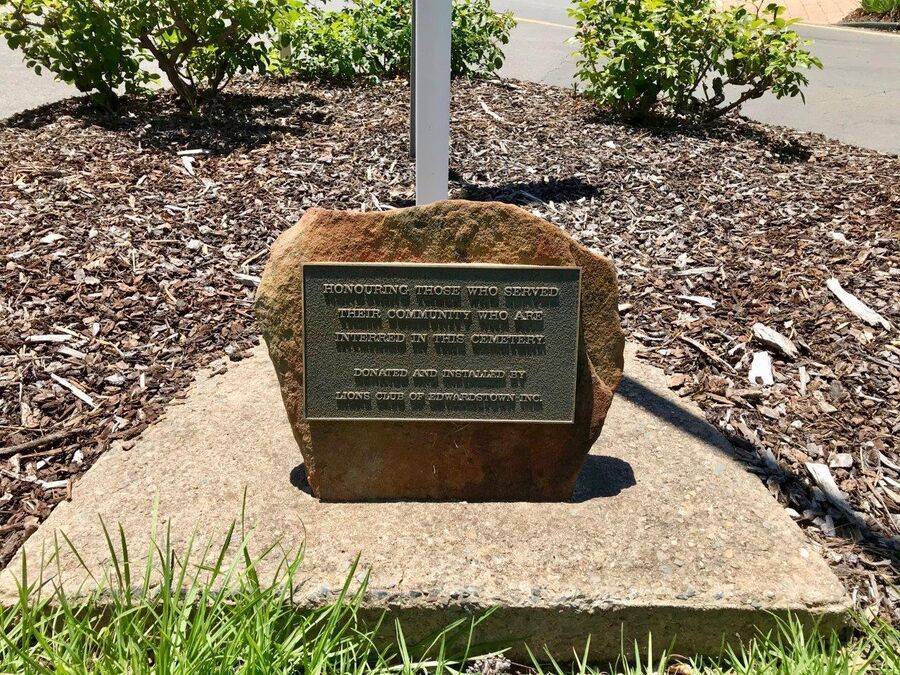 HONOURING THOSE WHO SERVED
THEIR COMMUNITY WHO ARE
INTERRED IN THIS CEMETERY.
DONATED AND INSTALLED BY
LIONS CLUB OF EDWARDSTOWN INC.